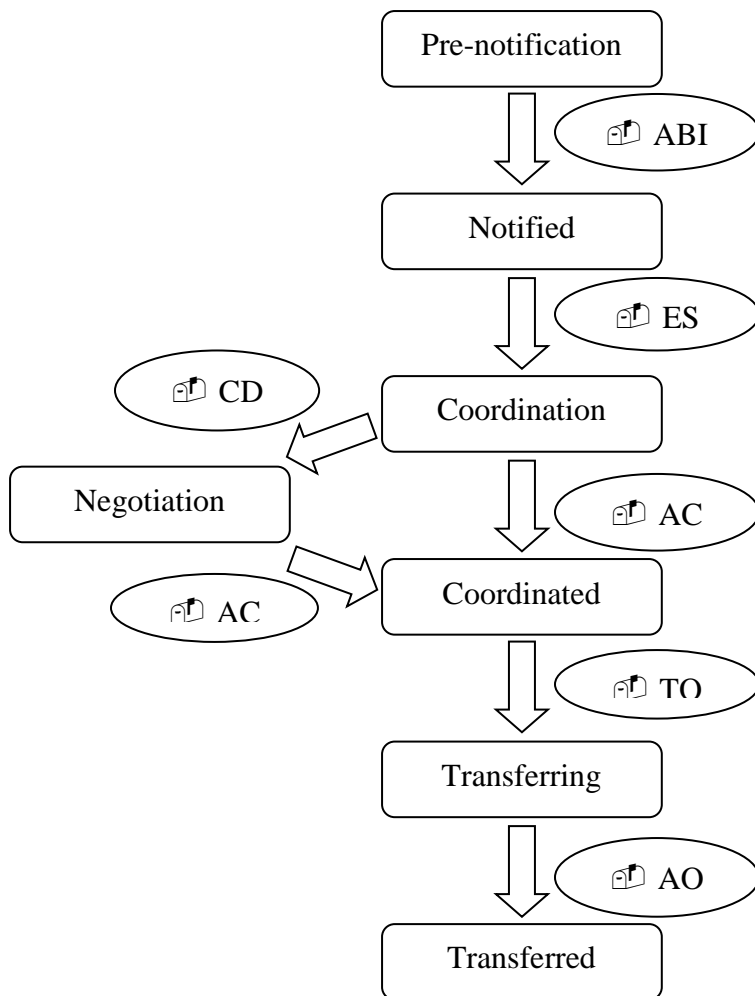 Pre-notification
ABI
Notified
ES
CD
Coordination
Negotiation
AC
AC
Coordinated
TO
Transferring
AO
Transferred